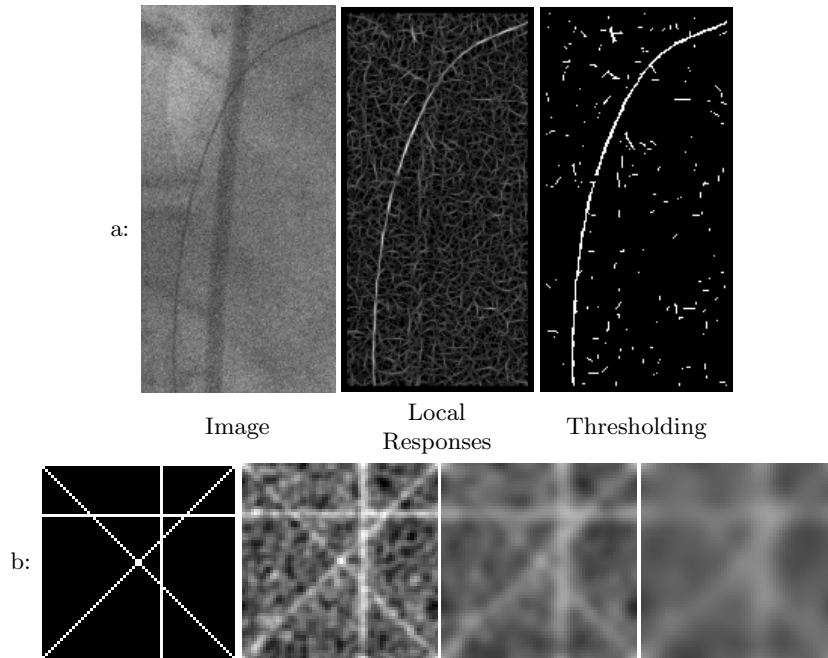 a:
Image
Local
Responses
Thresholding
b: